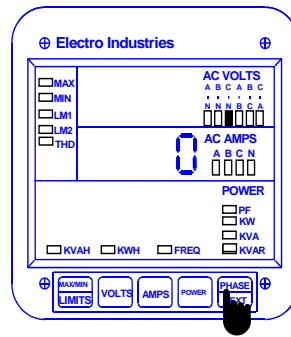 Electro Industries
MAX
MIN
LM1
LM2
THD
AC VOLTS
A B C A B C
N N N B C A
0
AC AMPS
A B C N
POWER
PF
KW
KVA
KVAR
KVAH
KWH
FREQ
MAX/MIN
LIMITS
VOLTS
AMPS
POWER
PHASE